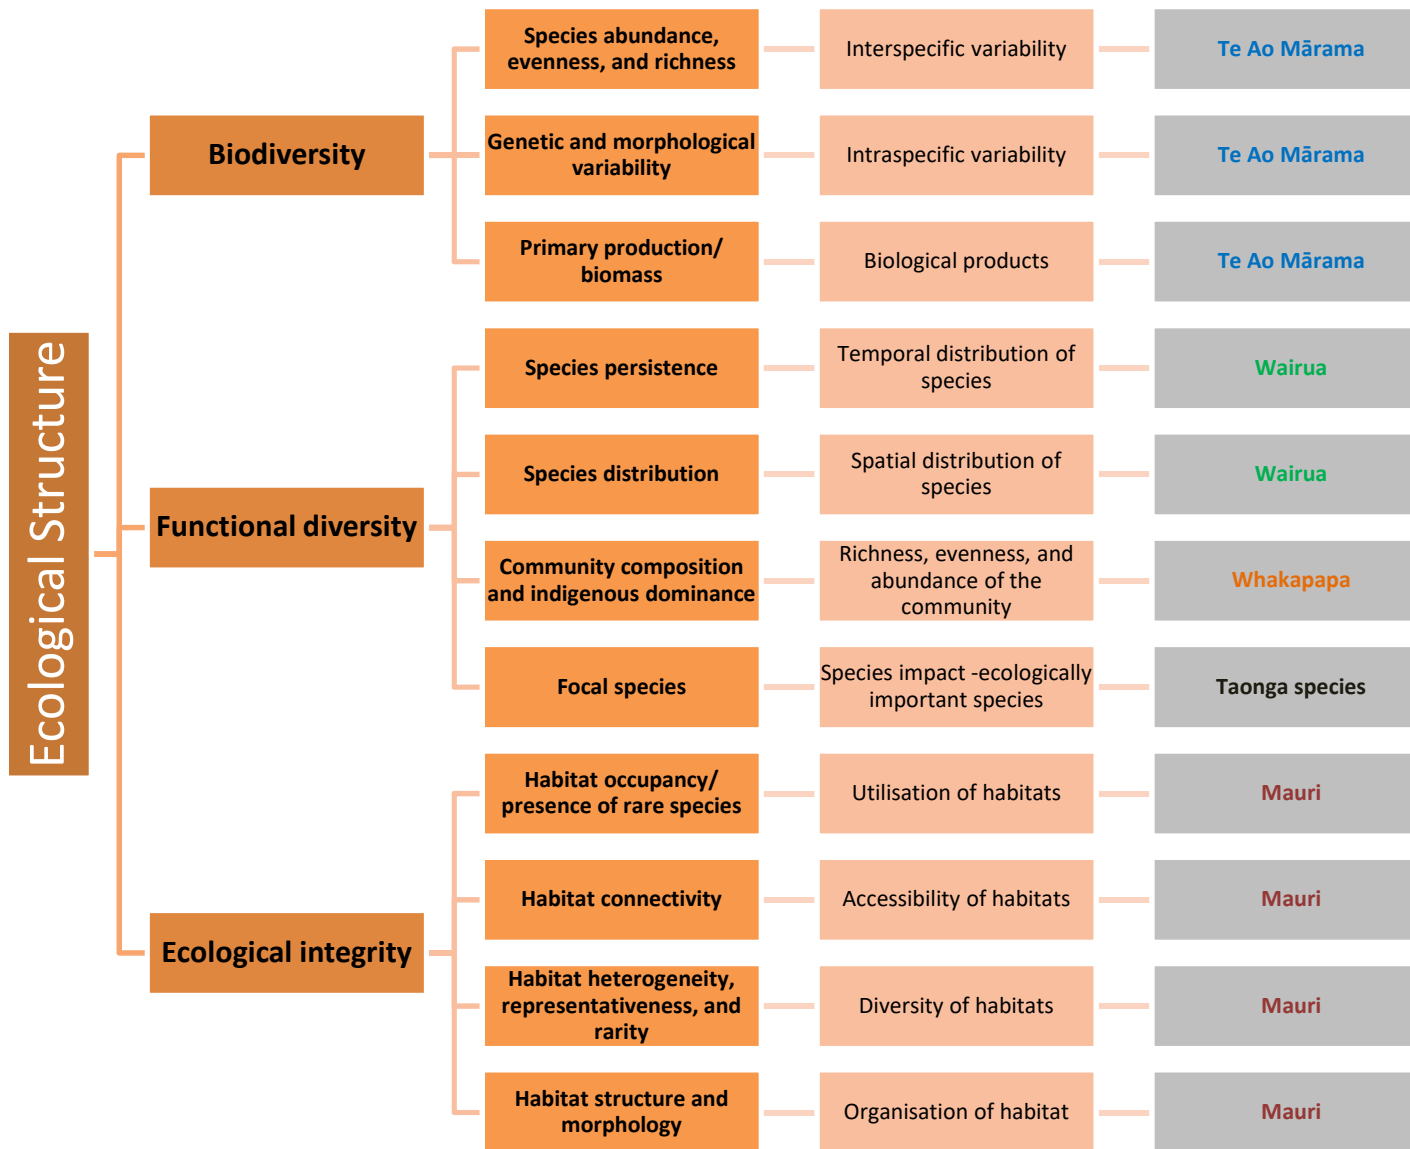 Ecological Structure
Biodiversity
Species abundance,
evenness, and richness
Interspecific variability
Te Ao Mārama
Genetic and morphological
variability
Intraspecific variability
Te Ao Mārama
Primary production/
biomass
Biological products
Te Ao Mārama
Functional diversity
Species persistence
Temporal distribution of
species
Wairua
Species distribution
Spatial distribution of
species
Wairua
Community composition
and indigenous dominance
Richness, evenness, and
abundance of the
community
Whakapapa
Focal species
Species impact -ecologically
important species
Taonga species
Ecological integrity
Habitat occupancy/
presence of rare species
Utilisation of habitats
Mauri
Habitat connectivity
Accessibility of habitats
Mauri
Habitat heterogeneity,
representativeness, and
rarity
Diversity of habitats
Mauri
Habitat structure and
morphology
Organisation of habitat
Mauri